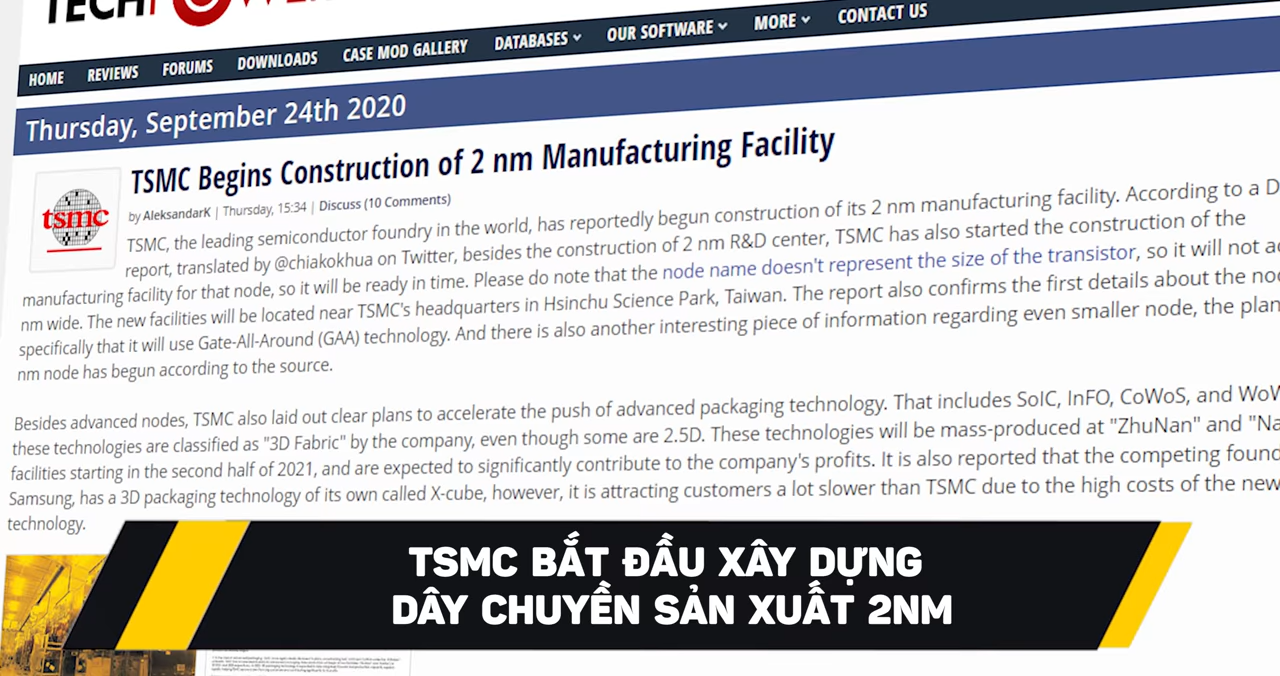 TECHPOWER
HOME REVIEWS FORUMS DOWNLOADS CASE MOD GALLERY DATABASES OUR SOFTWARE MORE CONTACT US
Thursday, September 24th 2020
TSMC Begins Construction of 2 nm Manufacturing Facility
tsmc
by AleksandarK | Thursday, 15:34 | Discuss (10 Comments)
TSMC, the leading semiconductor foundry in the world, has reportedly begun construction of its 2 nm manufacturing facility. According to a D
report, translated by @chiakokhua on Twitter, besides the construction of 2 nm R&D center, TSMC has also started the construction of the
manufacturing facility for that node, so it will be ready in time. Please do note that the node name doesn't represent the size of the transistor, so it will not ac
nm wide. The new facilities will be located near TSMC's headquarters in Hsinchu Science Park, Taiwan. The report also confirms the first details about the no
specifically that it will use Gate-All-Around (GAA) technology. And there is also another interesting piece of information regarding even smaller node, the plan
nm node has begun according to the source.
Besides advanced nodes, TSMC also laid out clear plans to accelerate the push of advanced packaging technology. That includes SoIC, InFO, CoWoS, and WoW
these technologies are classified as "3D Fabric" by the company, even though some are 2.5D. These technologies will be mass-produced at "ZhuNan" and "Na
facilities starting in the second half of 2021, and are expected to significantly contribute to the company's profits. It is also reported that the competing found
Samsung, has a 3D packaging technology of its own called X-cube, however, it is attracting customers a lot slower than TSMC due to the high costs of the new
technology.
TSMC BẮT ĐẦU XÂY DỰNG
DÂY CHUYỀN SẢN XUẤT 2NM